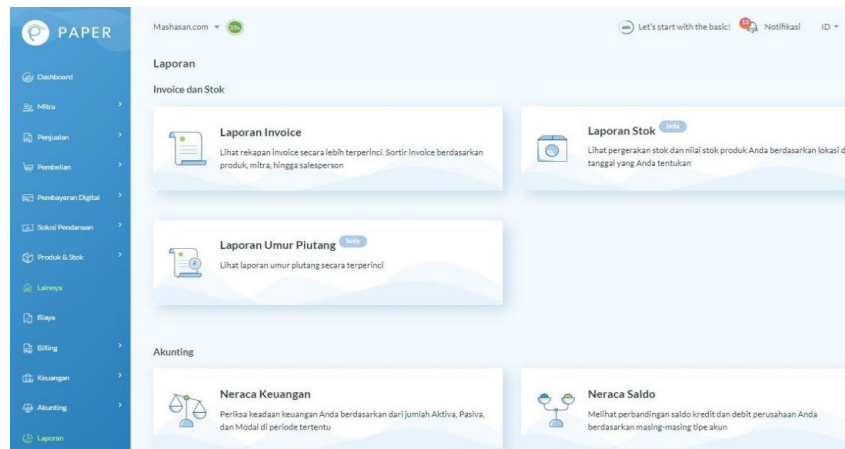 PAPER
Mashasan.com
Let's start with the basic!
Notifikasi
ID
Dashboard
Mitra
Penjualan
Pembelian
Pembayaran Digital
Solusi Pendanaan
Produk & Stok
Lainnya
Biaya
Billing
Keuangan
Akunting
Laporan
Laporan
Invoice dan Stok
Laporan Invoice
Lihat rekapan invoice secara lebih terperinci. Sortir invoice berdasarkan
produk, mitra, hingga salesperson
Laporan Stok beta
Lihat pergerakan stok dan nilai stok produk Anda berdasarkan lokasi d
tanggal yang Anda tentukan
Laporan Umur Piutang beta
Lihat laporan umur piutang secara terperinci
Akunting
Neraca Keuangan
Periksa keadaan keuangan Anda berdasarkan dari jumlah Aktiva, Pasiva,
dan Modal di periode tertentu
Neraca Saldo
Melihat perbandingan saldo kredit dan debit perusahaan Anda
berdasarkan masing-masing tipe akun